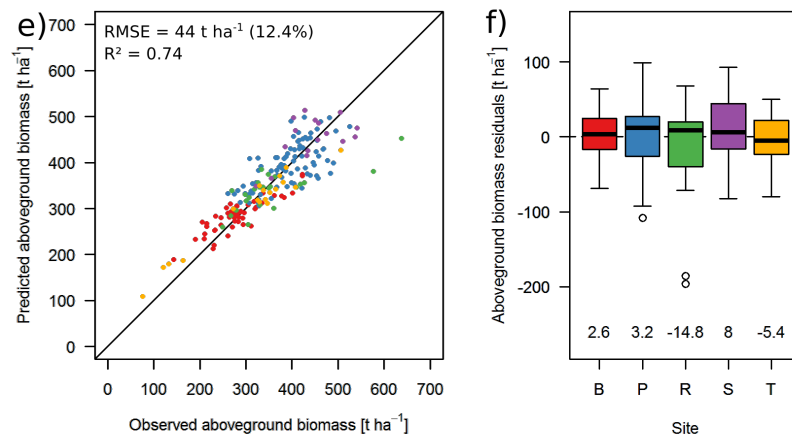 e)
RMSE = 44 t ha⁻¹ (12.4%)
R² = 0.74
Predicted aboveground biomass [t ha⁻¹]
700
600
500
400
300
200
100
0
0 100 200 300 400 500 600 700
Observed aboveground biomass [t ha⁻¹]
f)
Aboveground biomass residuals [t ha⁻¹]
100
0
-100
-200
2.6 3.2 -14.8 8 -5.4
B P R S T
Site